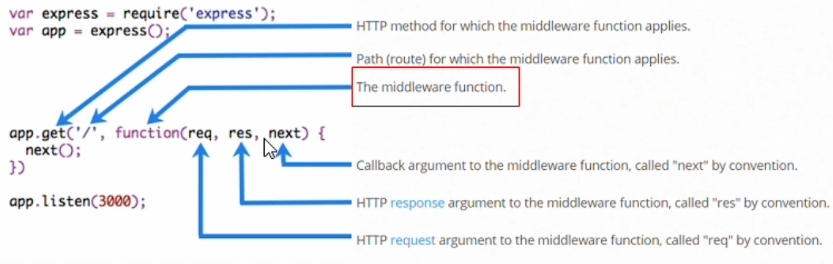 var express = require('express');
var app = express();
HTTP method for which the middleware function applies.
Path (route) for which the middleware function applies.
The middleware function.
app.get('/', function(req, res, next) {
next();
})
Callback argument to the middleware function, called "next" by convention.
app.listen(3000);
HTTP response argument to the middleware function, called "res" by convention.
HTTP request argument to the middleware function, called "req" by convention.